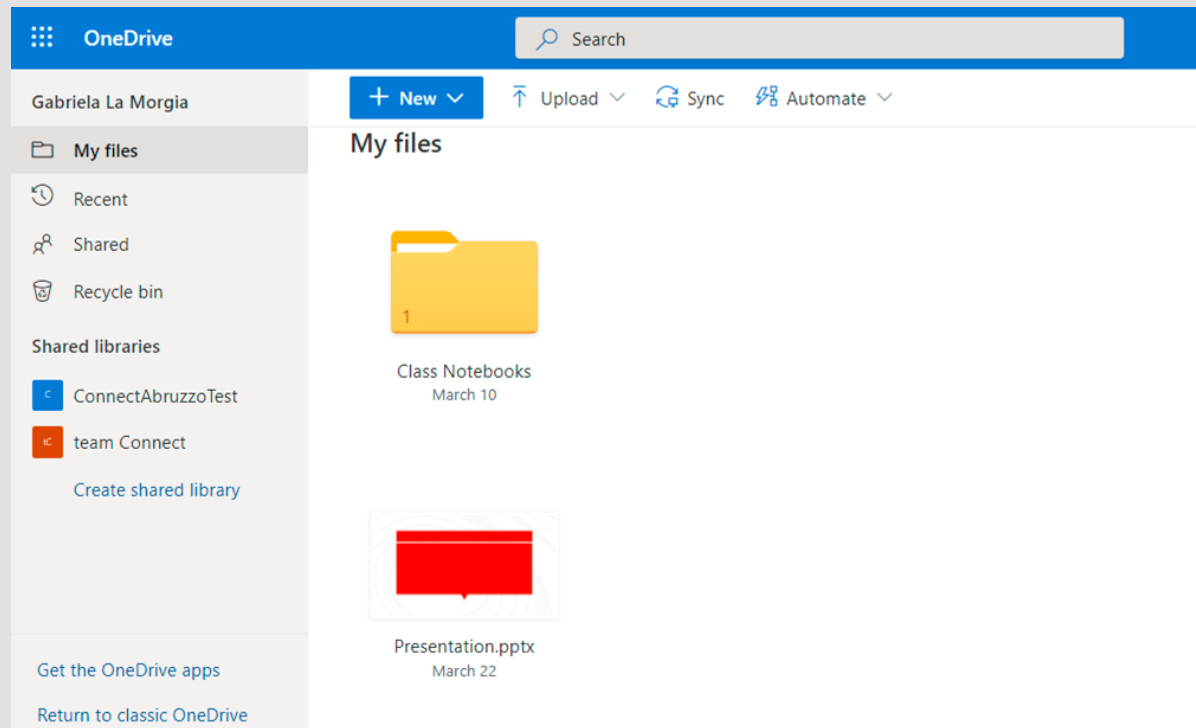 OneDrive
Search
Gabriela La Morgia
New
Upload
Sync
Automate
My files
Recent
Shared
Recycle bin
Shared libraries
C
ConnectAbruzzoTest
tC
team Connect
Create shared library
Get the OneDrive apps
Return to classic OneDrive
My files
1
Class Notebooks
March 10
Presentation.pptx
March 22